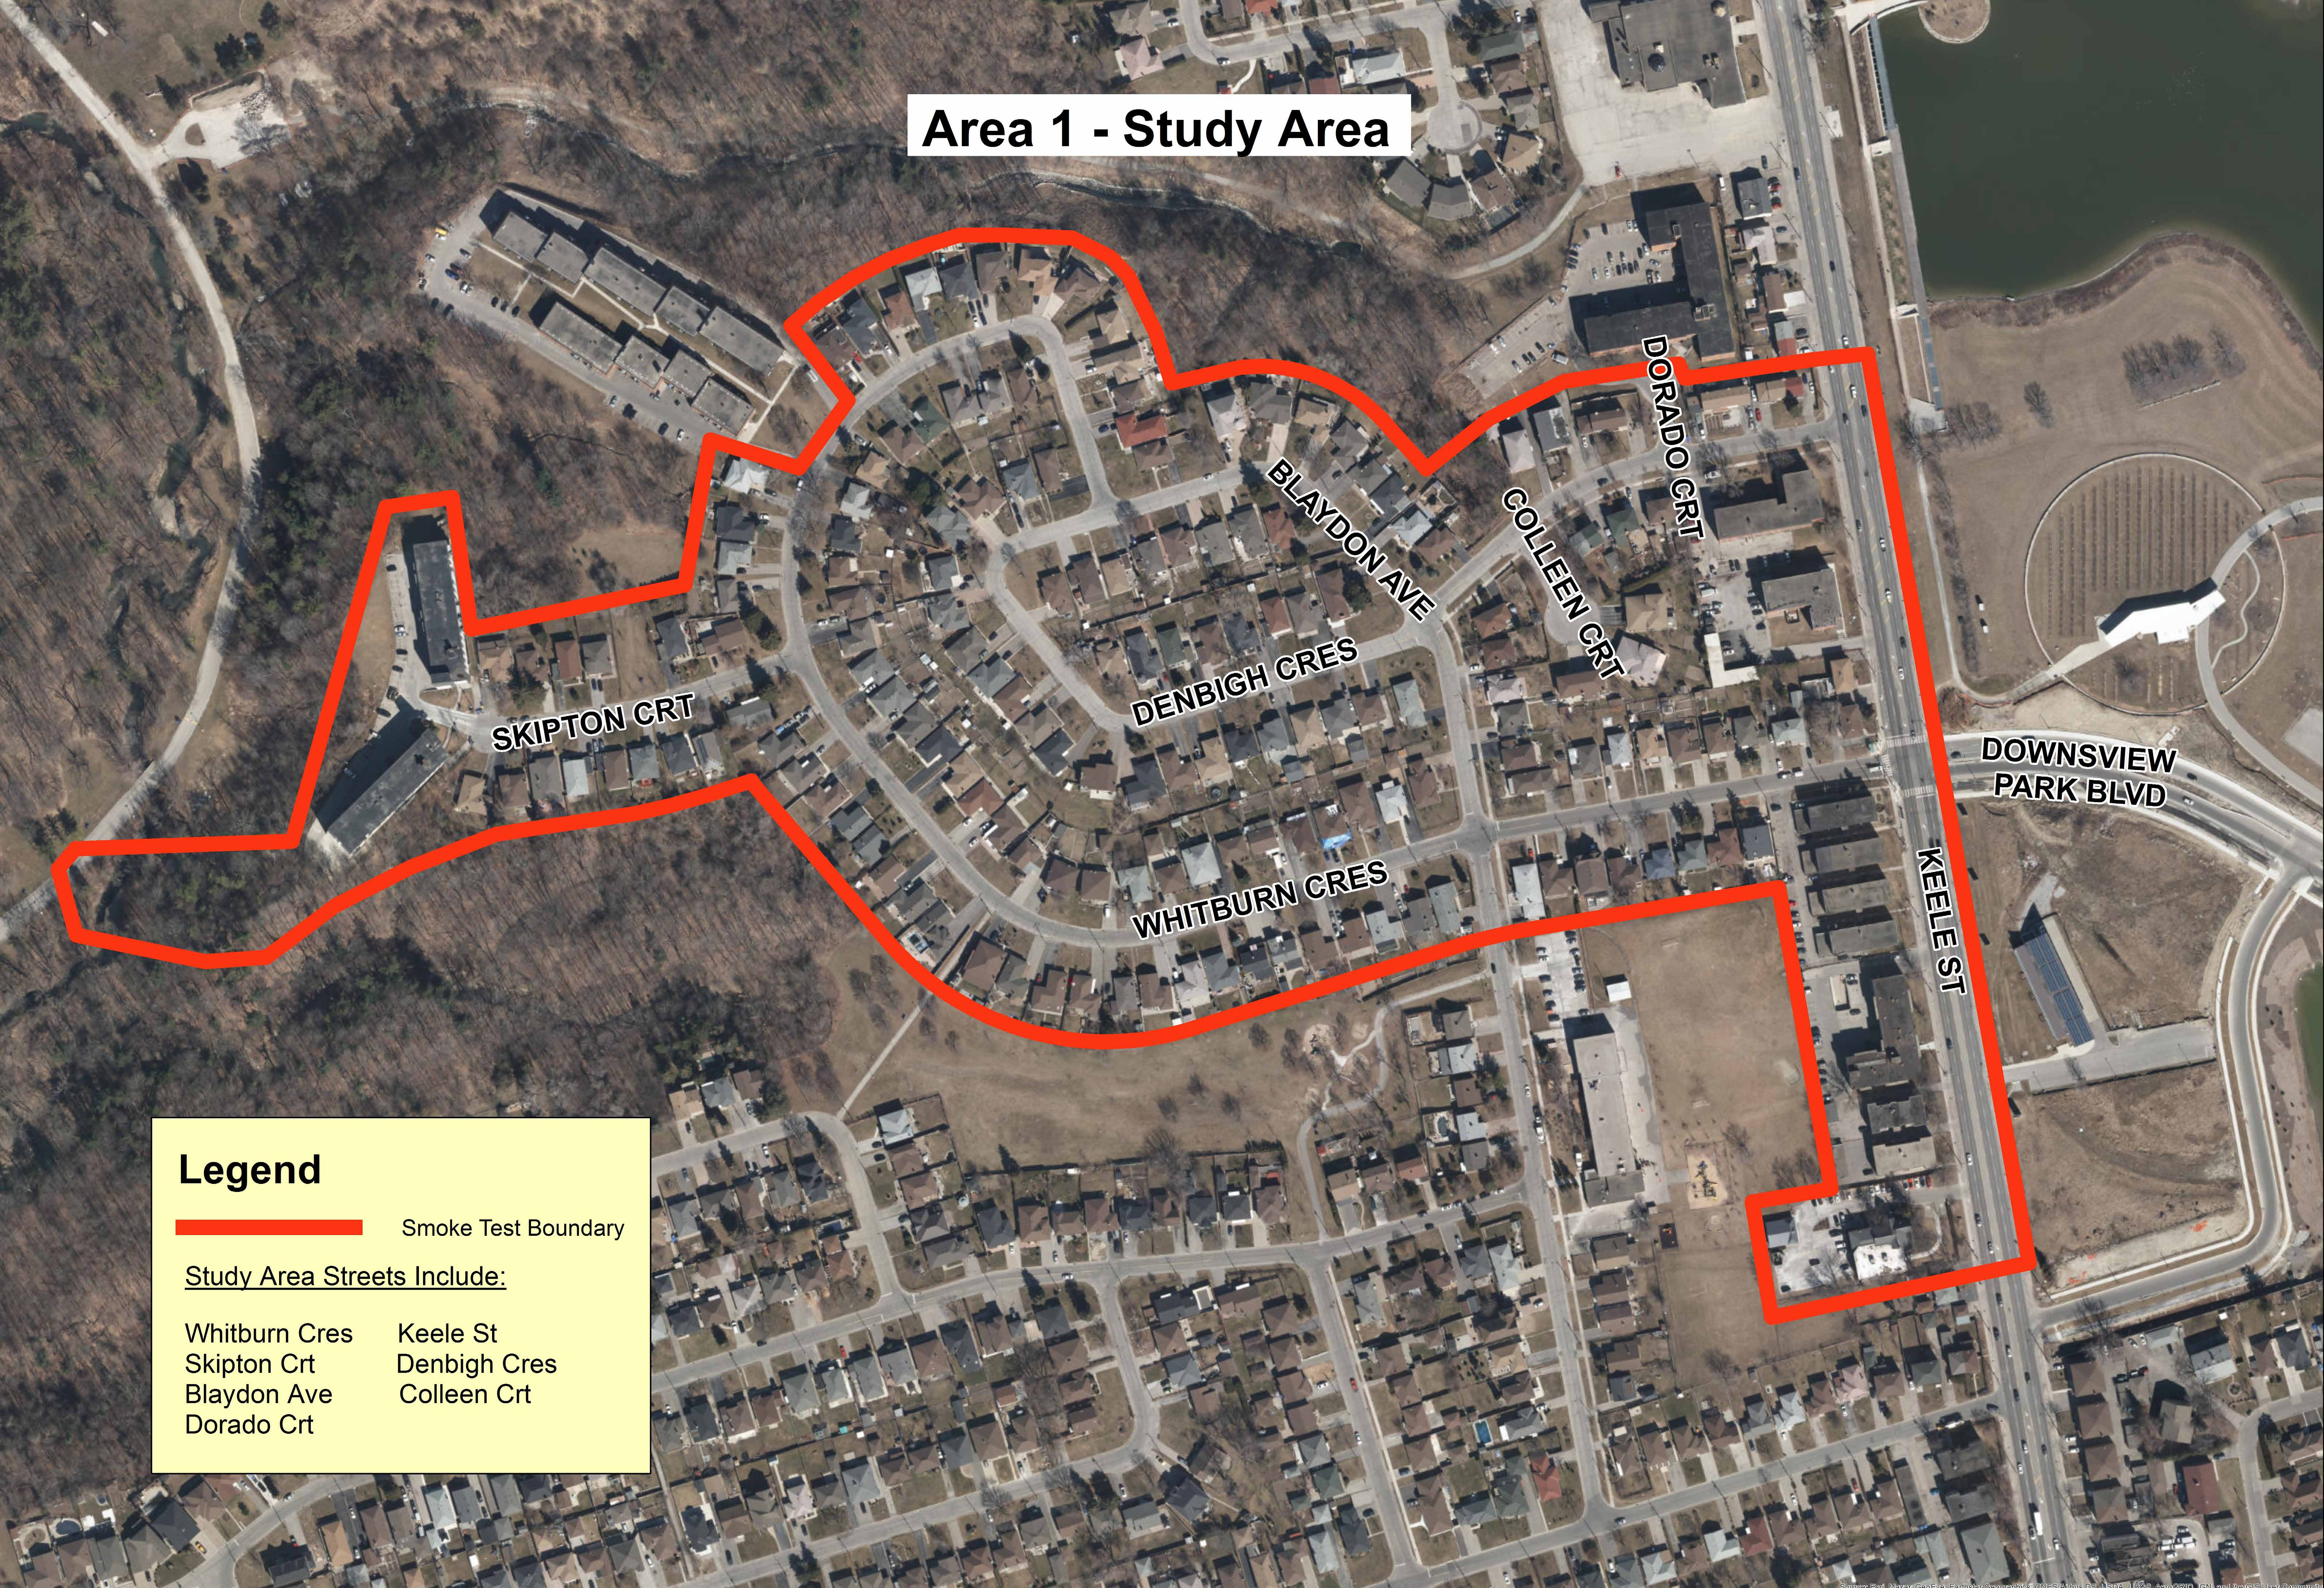 Area 1 - Study Area
DORADO CRT
BLAYDON AVE
COLLEEN CRT
DENBIGH CRES
SKIPTON CRT
DOWNSVIEW
PARK BLVD
WHITBURN CRES
KEELE ST
Legend
Smoke Test Boundary
Study Area Streets Include:
Whitburn Cres Keele St
Skipton Crt Denbigh Cres
Blaydon Ave Colleen Crt
Dorado Crt